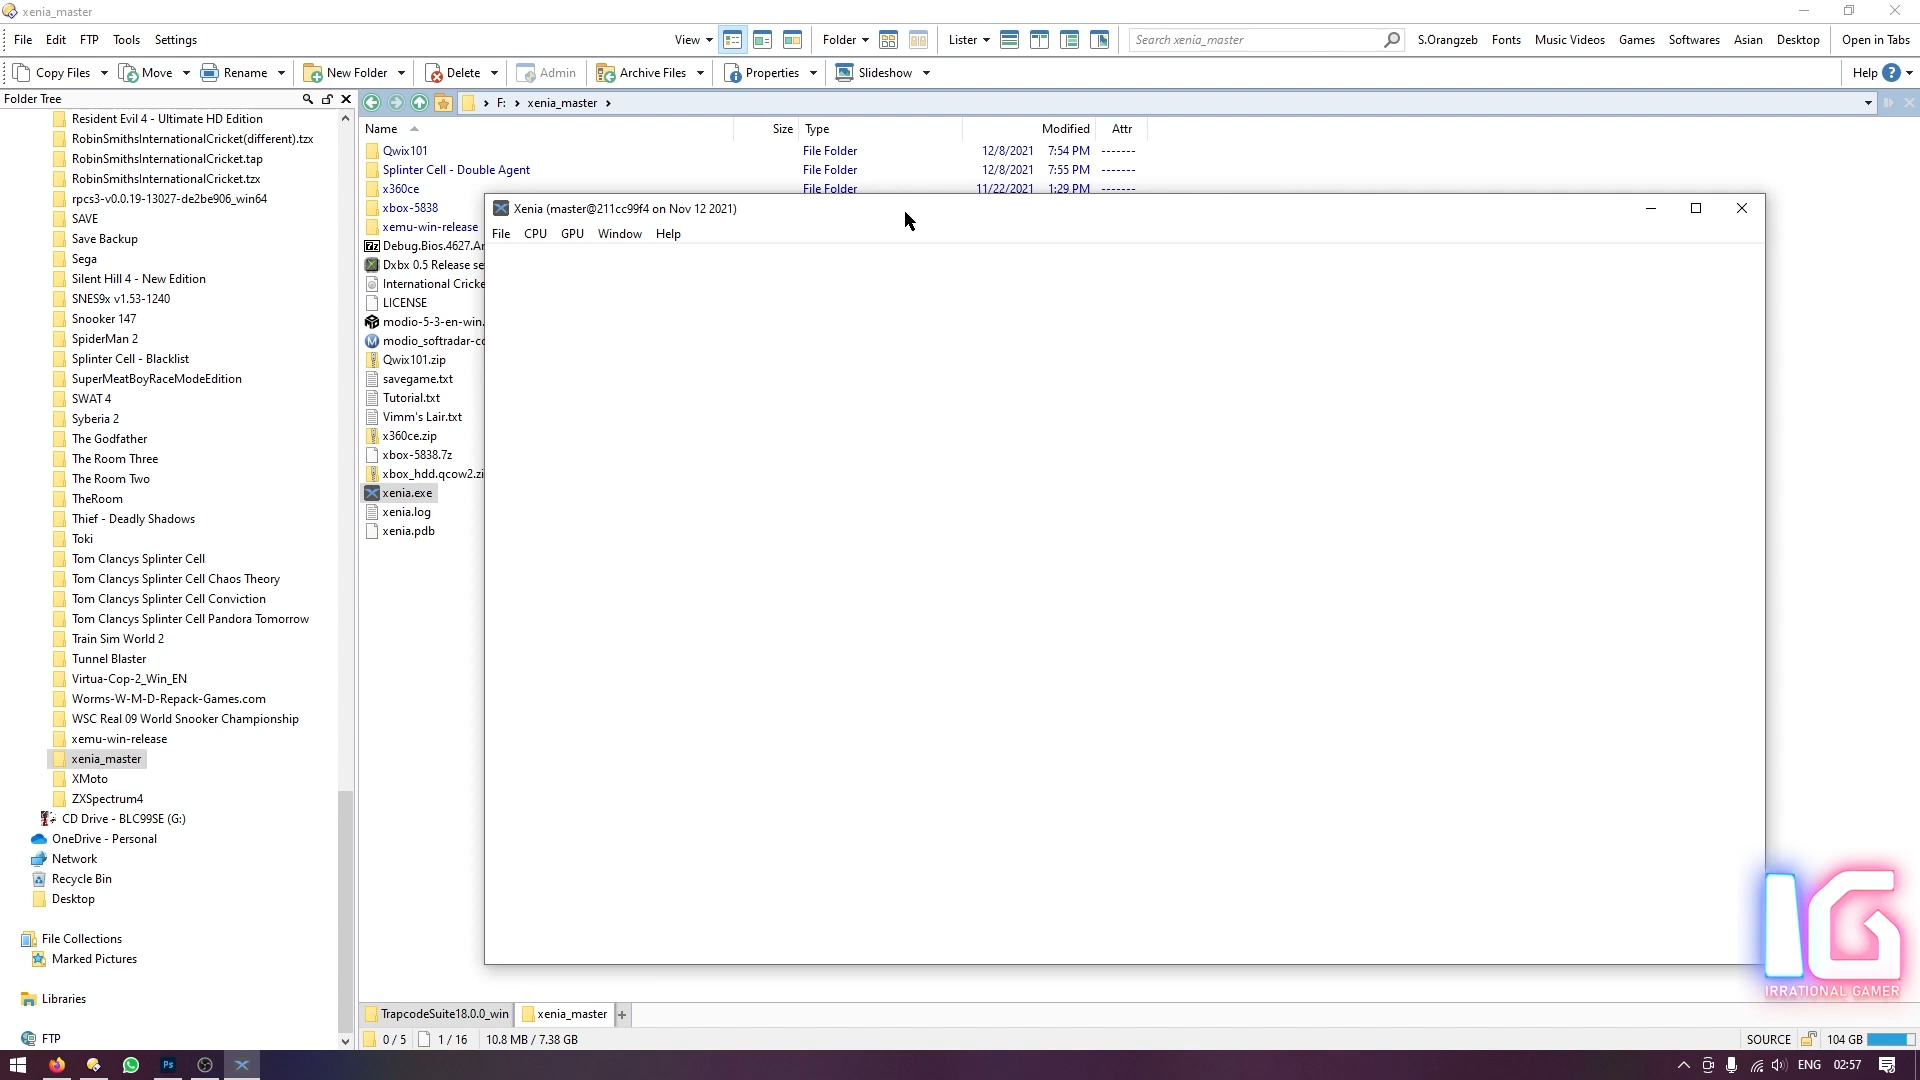 xenia_master
File Edit FTP Tools Settings View Folder Lister Search xenia_master S.Orangzeb Fonts Music Videos Games Softwares Asian Desktop Open in Tabs
Copy Files Move Rename New Folder Delete Admin Archive Files Properties Slideshow Help
Folder Tree
F: xenia_master
Resident Evil 4 - Ultimate HD Edition
RobinSmithsInternationalCricket(different).tzx
RobinSmithsInternationalCricket.tap
RobinSmithsInternationalCricket.tzx
rpcs3-v0.0.19-13027-de2be906_win64
SAVE
Save Backup
Sega
Silent Hill 4 - New Edition
SNES9x v1.53-1240
Snooker 147
SpiderMan 2
Splinter Cell - Blacklist
SuperMeatBoyRaceModeEdition
SWAT 4
Syberia 2
The Godfather
The Room Three
The Room Two
TheRoom
Thief - Deadly Shadows
Toki
Tom Clancys Splinter Cell
Tom Clancys Splinter Cell Chaos Theory
Tom Clancys Splinter Cell Conviction
Tom Clancys Splinter Cell Pandora Tomorrow
Train Sim World 2
Tunnel Blaster
Virtua-Cop-2_Win_EN
Worms-W-M-D-Repack-Games.com
WSC Real 09 World Snooker Championship
xemu-win-release
xenia_master
XMoto
ZXSpectrum4
CD Drive - BLC99SE (G:)
OneDrive - Personal
Network
Recycle Bin
Desktop
File Collections
Marked Pictures
Libraries
FTP
Name Size Type Modified Attr
Qwix101 File Folder 12/8/2021 7:54 PM -------
Splinter Cell - Double Agent File Folder 12/8/2021 7:55 PM -------
x360ce File Folder 11/22/2021 1:29 PM -------
xbox-5838
xemu-win-release
Debug.Bios.4627.Ar
Dxbx 0.5 Release se
International Cricke
LICENSE
modio-5-3-en-win.
modio_softradar-co
Qwix101.zip
savegame.txt
Tutorial.txt
Vimm's Lair.txt
x360ce.zip
xbox-5838.7z
xbox_hdd.qcow2.zi
xenia.exe
xenia.log
xenia.pdb
Xenia (master@211cc99f4 on Nov 12 2021)
File CPU GPU Window Help
IG
IRRATIONAL GAMER
TrapcodeSuite18.0.0_win xenia_master +
0 / 5 1 / 16 10.8 MB / 7.38 GB SOURCE 104 GB
Ps ENG 02:57